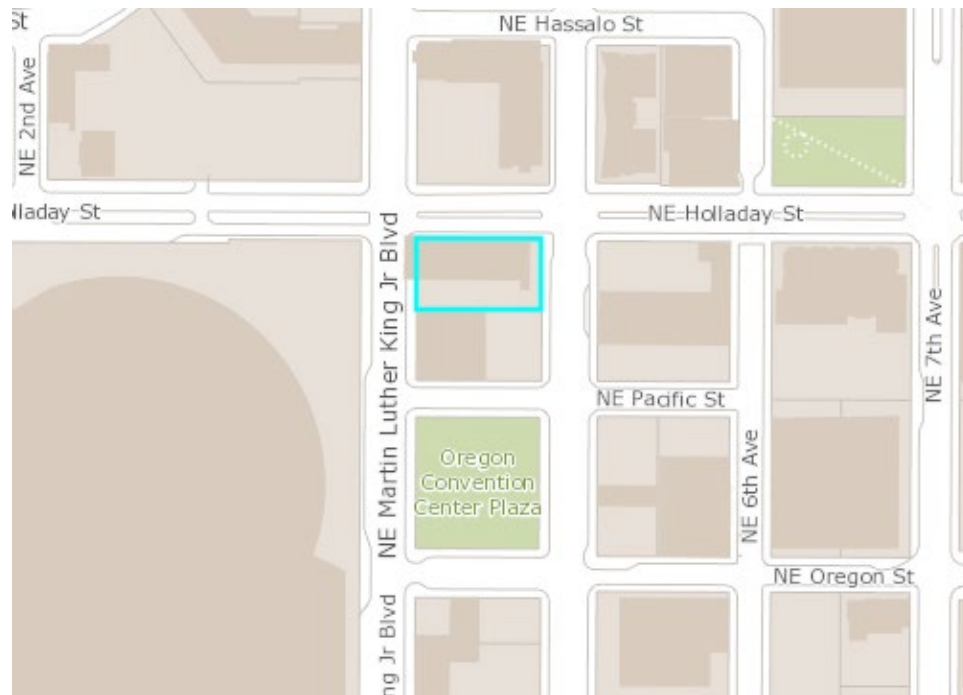 St
NE Hassalo St
NE 2nd Ave
lladay St
NE Holladay St
NE Martin Luther King Jr Blvd
NE 7th Ave
NE Pacific St
Oregon
Convention
Center Plaza
NE 6th Ave
NE Oregon St
ng Jr Blvd